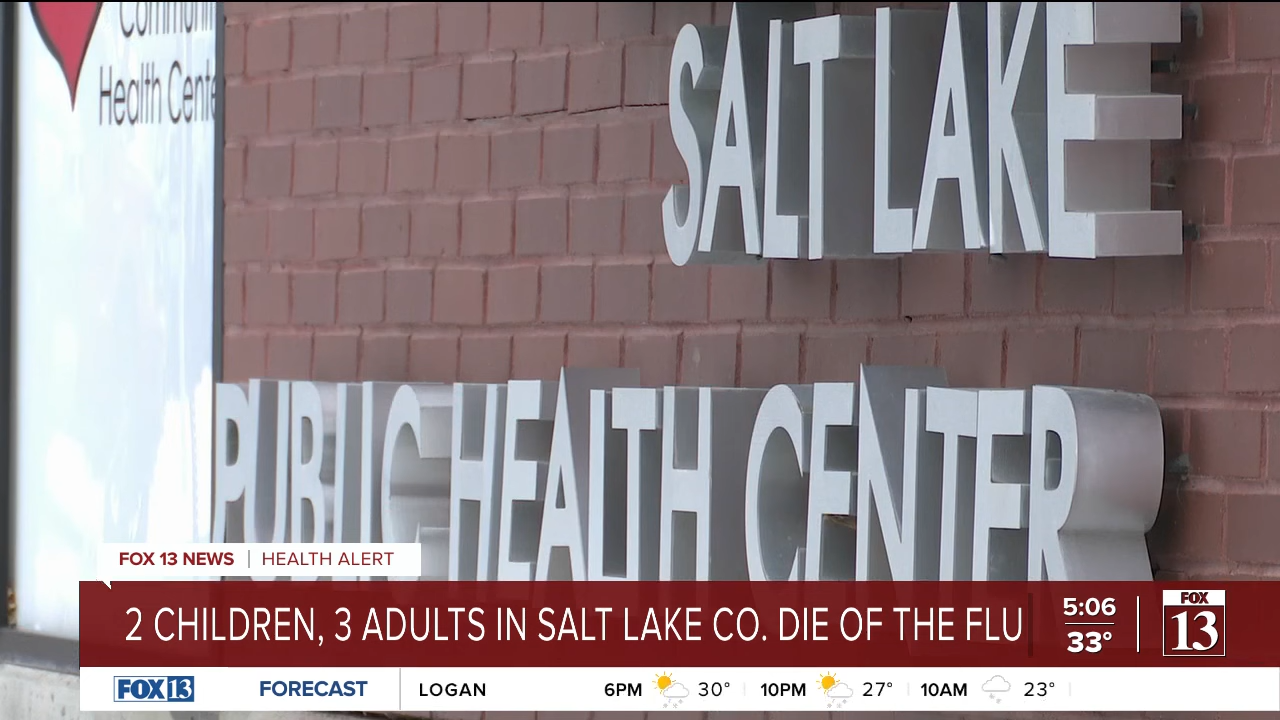 Health Cente
SALT LAKE
PUBLIC HEALTH CENTER
FOX 13 NEWS | HEALTH ALERT
2 CHILDREN, 3 ADULTS IN SALT LAKE CO. DIE OF THE FLU
5:06
33°
FOX
13
FOX 13 FORECAST LOGAN 6PM 30° 10PM 27° 10AM 23°